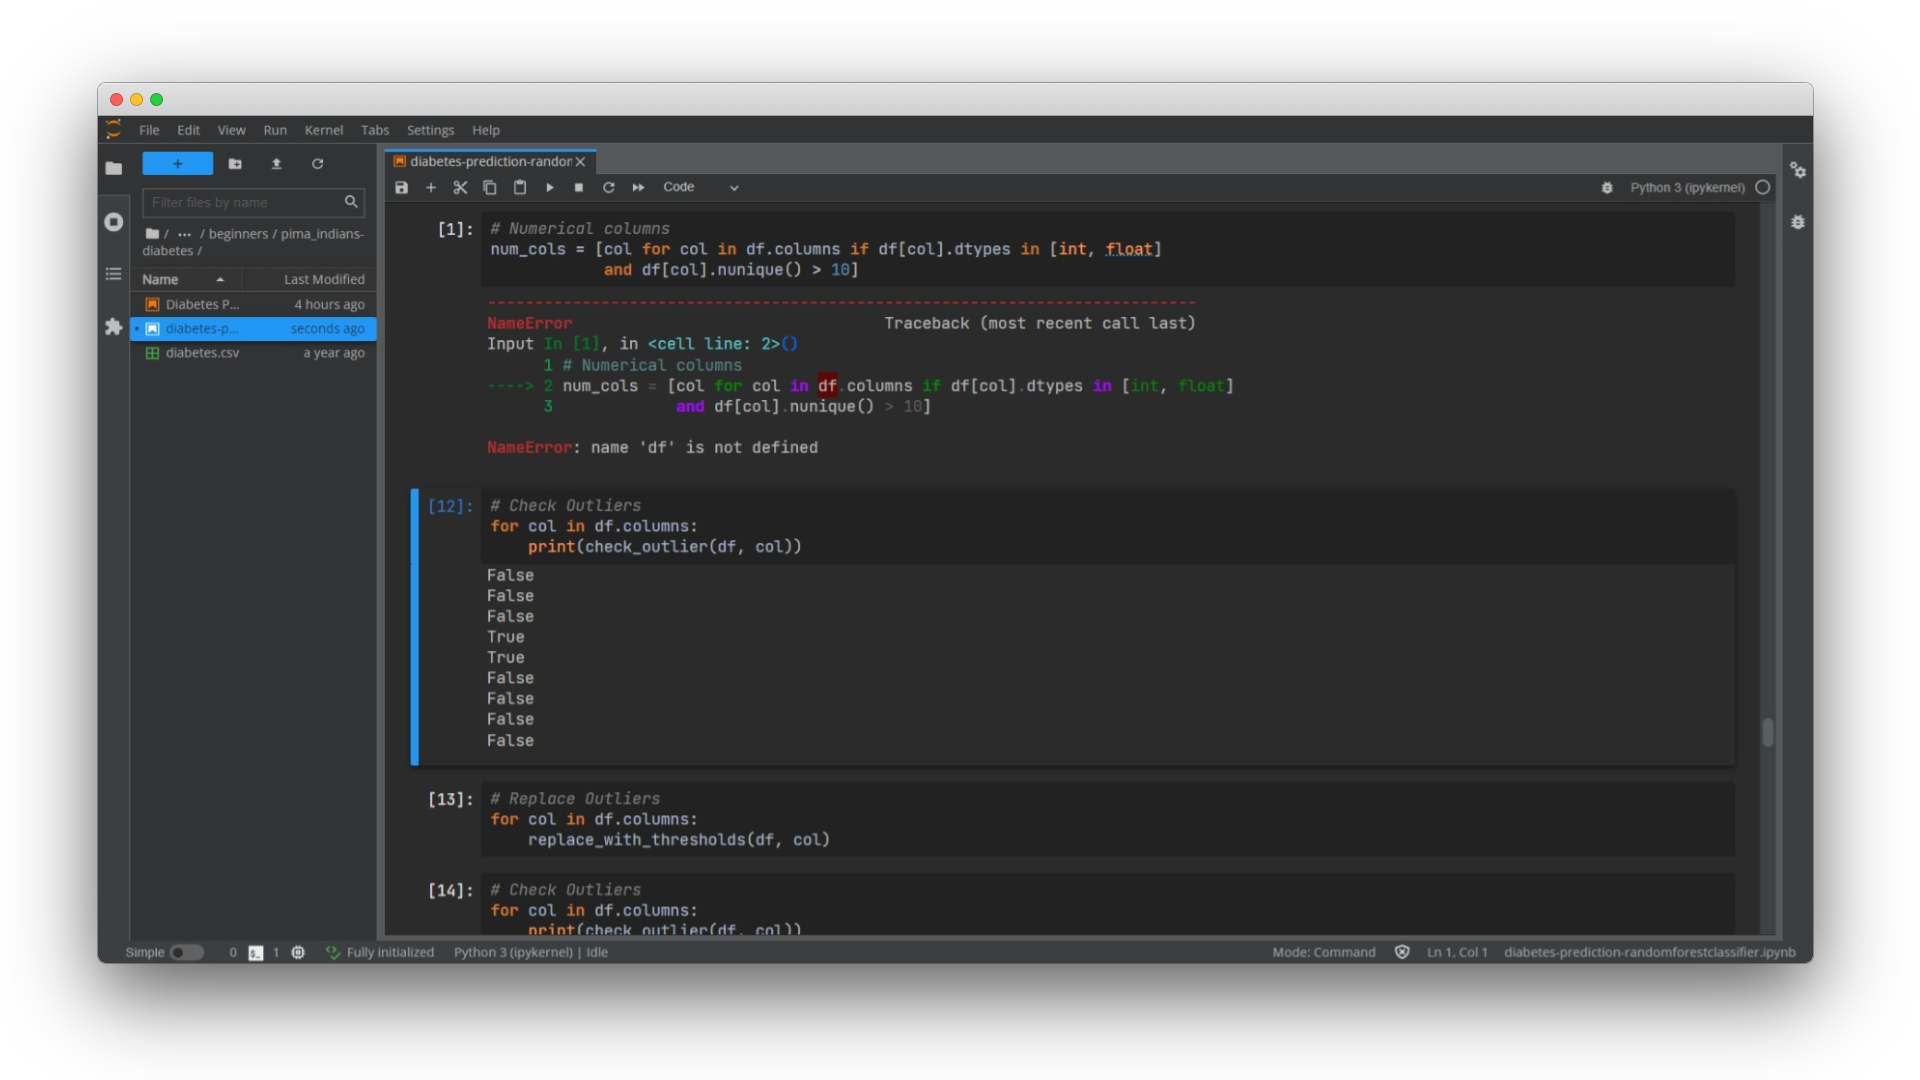 File Edit View Run Kernel Tabs Settings Help
+
Filter files by name
/ ··· / beginners / pima_indians-
diabetes /
Name Last Modified
Diabetes P... 4 hours ago
diabetes-p... seconds ago
diabetes.csv a year ago
diabetes-prediction-randor
Code
Python 3 (ipykernel)
[1]: # Numerical columns
num_cols = [col for col in df.columns if df[col].dtypes in [int, float]
and df[col].nunique() > 10]
---------------------------------------------------------------------------
NameError Traceback (most recent call last)
Input In [1], in <cell line: 2>()
1 # Numerical columns
----> 2 num_cols = [col for col in df.columns if df[col].dtypes in [int, float]
3 and df[col].nunique() > 10]
NameError: name 'df' is not defined
[12]: # Check Outliers
for col in df.columns:
print(check_outlier(df, col))
False
False
False
True
True
False
False
False
False
[13]: # Replace Outliers
for col in df.columns:
replace_with_thresholds(df, col)
[14]: # Check Outliers
for col in df.columns:
print(check_outlier(df, col))
Simple 0 $_ 1 Fully initialized Python 3 (ipykernel) | Idle Mode: Command Ln 1, Col 1 diabetes-prediction-randomforestclassifier.ipynb